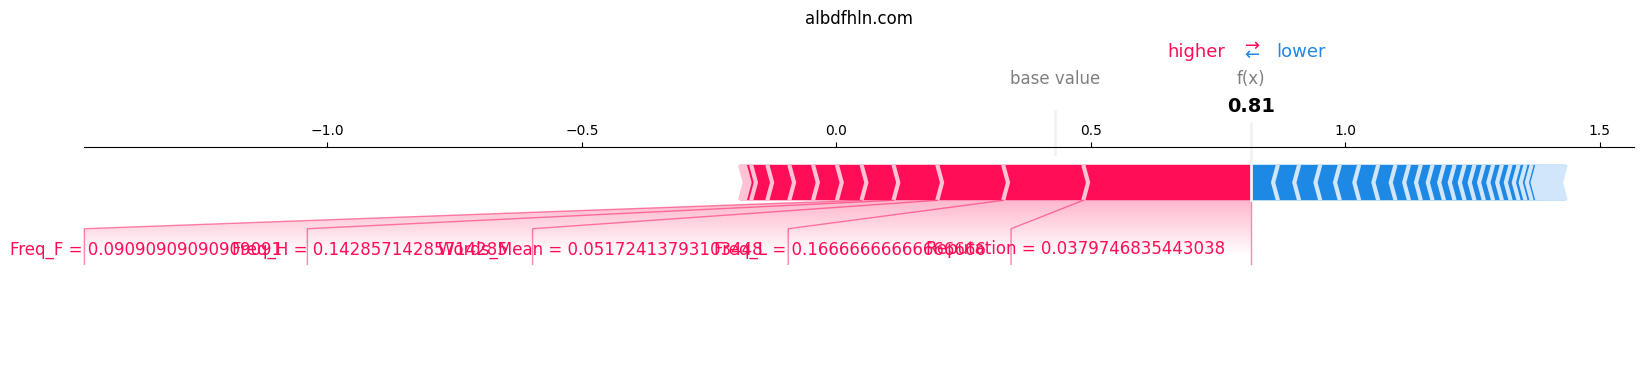 albdfhln.com
higher → ← lower
base value f(x)
0.81
−1.0 −0.5 0.0 0.5 1.0 1.5
Freq_F = 0.09090909090909091 Freq_H = 0.14285714285714285 Words_Mean = 0.05172413793103448 Freq_L = 0.16666666666666666 Reputation = 0.0379746835443038